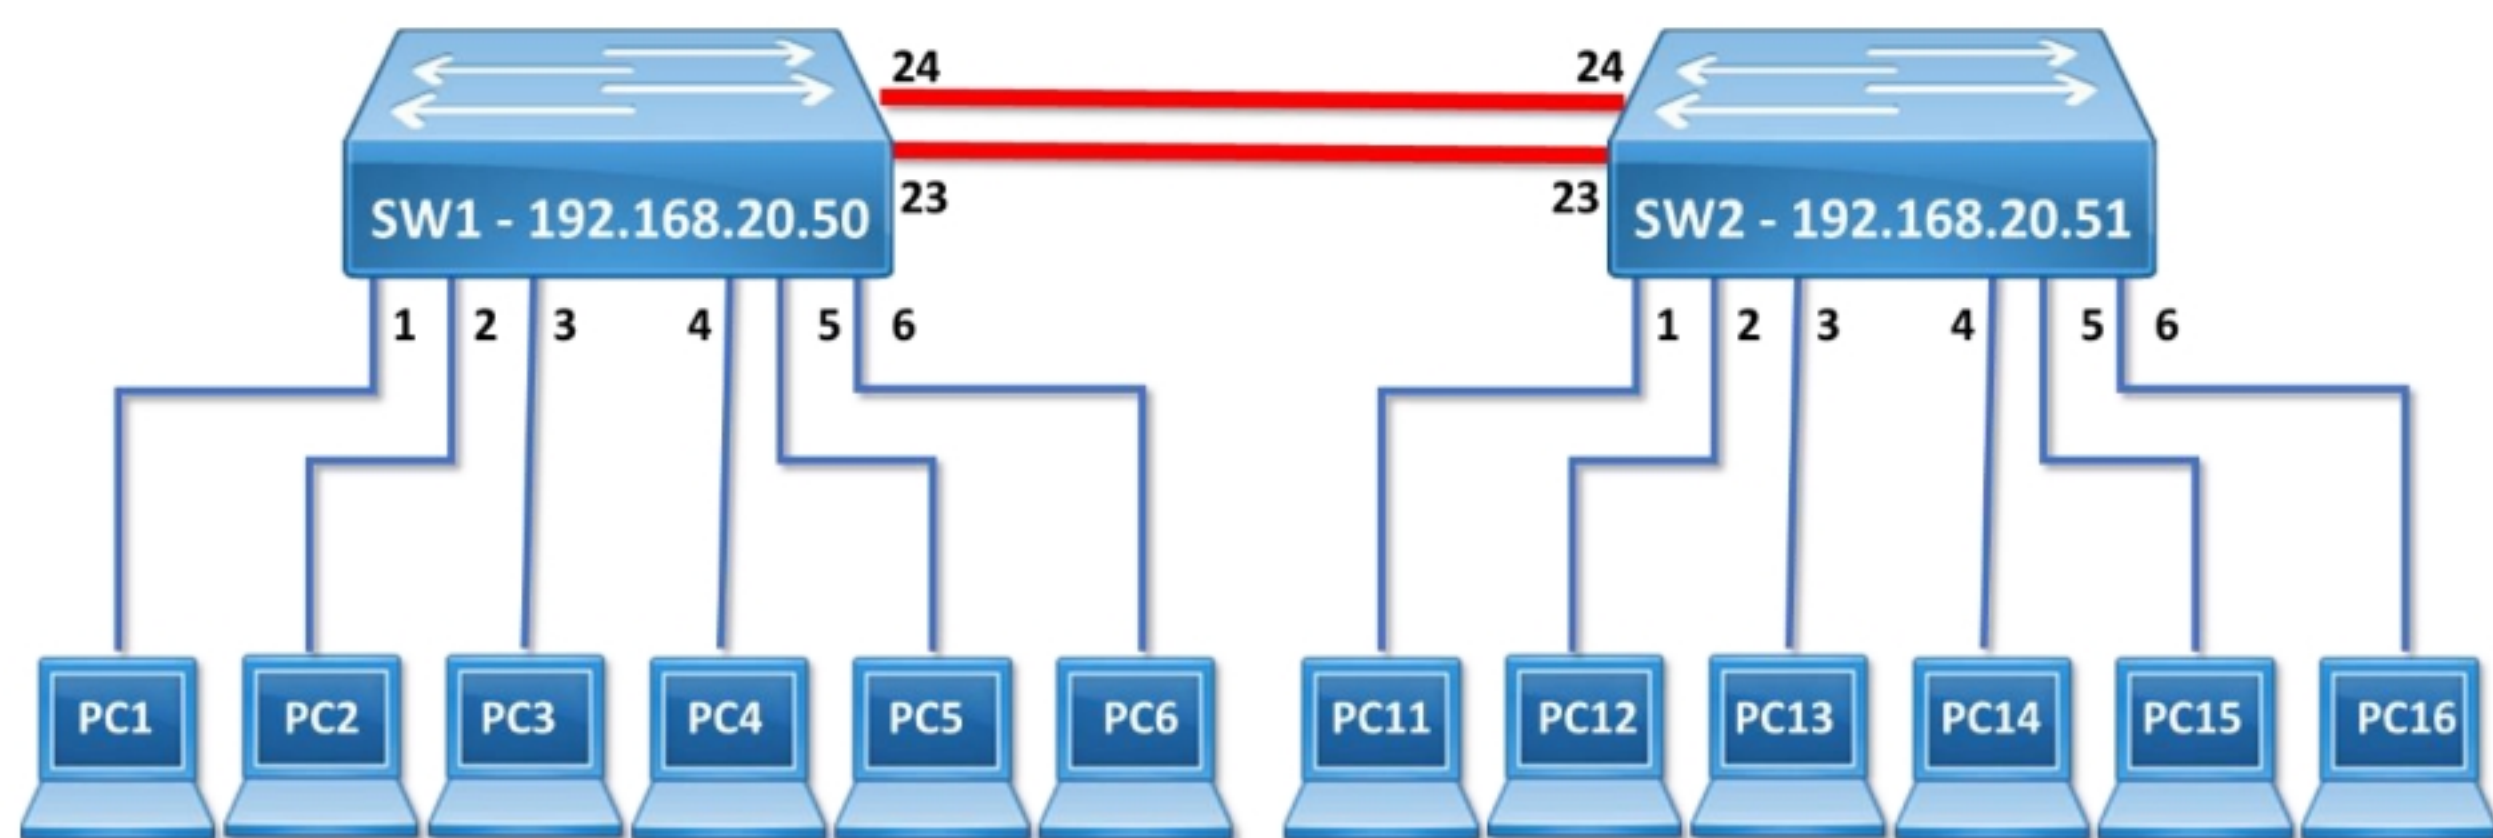 24
24
23
23
SW1 - 192.168.20.50
SW2 - 192.168.20.51
1 2 3 4 5 6
1 2 3 4 5 6
PC1 PC2 PC3 PC4 PC5 PC6
PC11 PC12 PC13 PC14 PC15 PC16